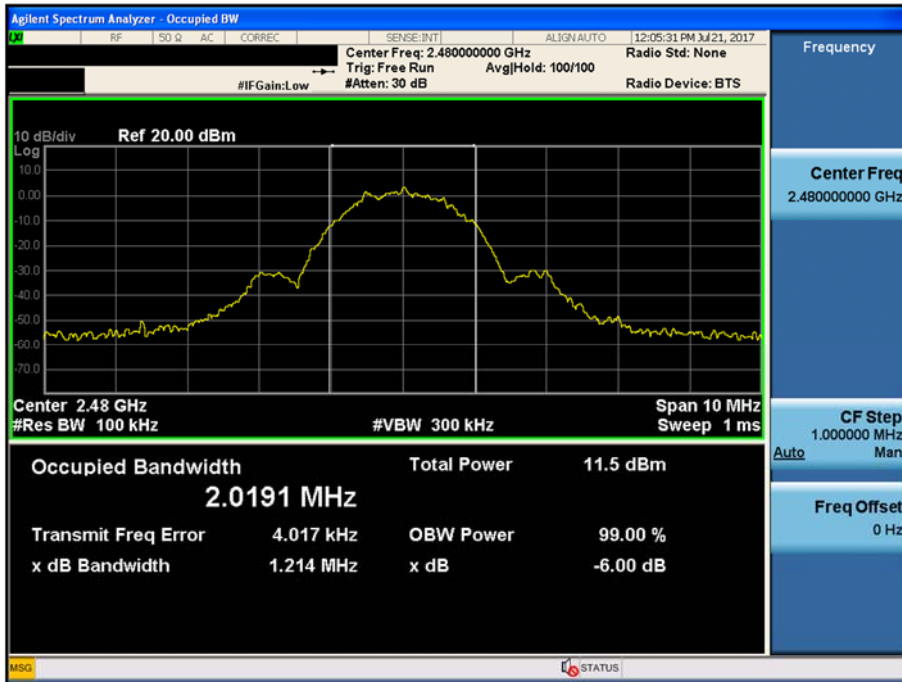 Agilent Spectrum Analyzer - Occupied BW
LXI RF 50 Ω AC CORREC SENSE:INT ALIGN AUTO 12:05:31 PM Jul 21, 2017
Center Freq: 2.480000000 GHz Radio Std: None
Trig: Free Run Avg|Hold: 100/100
#IFGain:Low #Atten: 30 dB Radio Device: BTS
Frequency
10 dB/div Ref 20.00 dBm
Log
10.0
0.00
-10.0
-20.0
-30.0
-40.0
-50.0
-60.0
-70.0
Center 2.48 GHz Span 10 MHz
#Res BW 100 kHz #VBW 300 kHz Sweep 1 ms
Center Freq
2.480000000 GHz
CF Step
1.000000 MHz
Auto Man
Freq Offset
0 Hz
Occupied Bandwidth Total Power 11.5 dBm
2.0191 MHz
Transmit Freq Error 4.017 kHz OBW Power 99.00 %
x dB Bandwidth 1.214 MHz x dB -6.00 dB
MSG STATUS